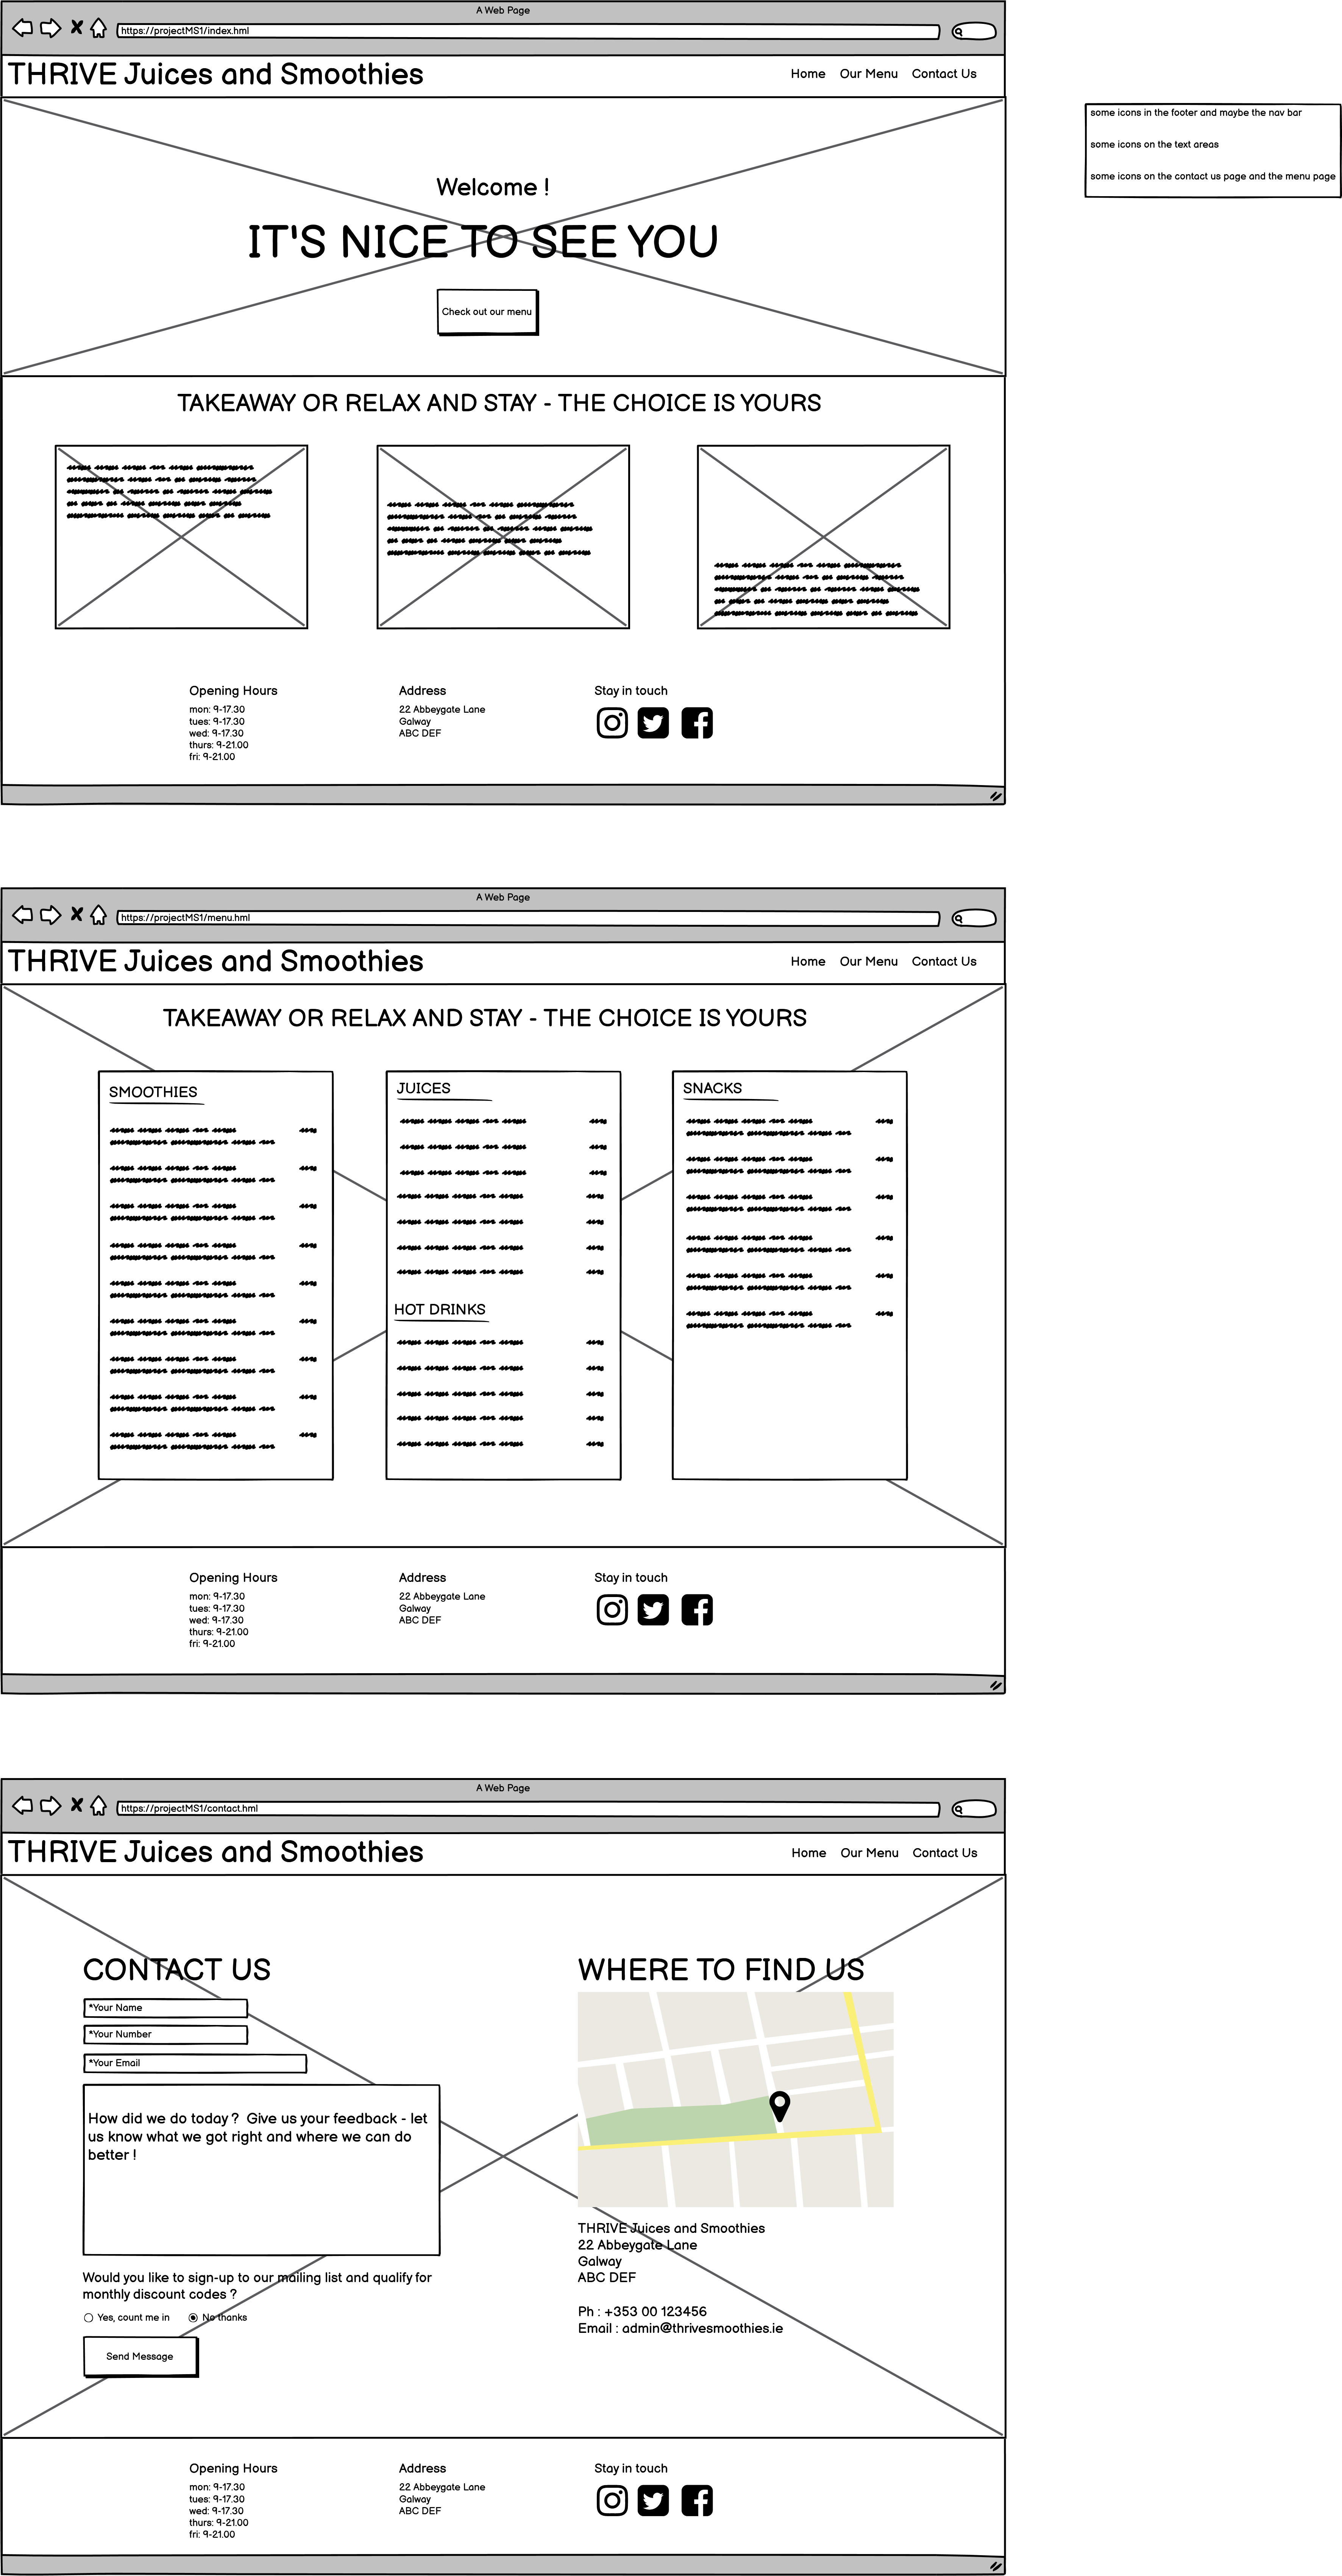 A Web Page
https://projectMS1/index.hml
THRIVE Juices and Smoothies
Home Our Menu Contact Us
some icons in the footer and maybe the nav bar
some icons on the text areas
some icons on the contact us page and the menu page
Welcome !
IT'S NICE TO SEE YOU
Check out our menu
TAKEAWAY OR RELAX AND STAY - THE CHOICE IS YOURS
Opening Hours
mon: 9-17.30
tues: 9-17.30
wed: 9-17.30
thurs: 9-21.00
fri: 9-21.00
Address
22 Abbeygate Lane
Galway
ABC DEF
Stay in touch
A Web Page
https://projectMS1/menu.hml
THRIVE Juices and Smoothies
Home Our Menu Contact Us
TAKEAWAY OR RELAX AND STAY - THE CHOICE IS YOURS
SMOOTHIES
JUICES
HOT DRINKS
SNACKS
Opening Hours
mon: 9-17.30
tues: 9-17.30
wed: 9-17.30
thurs: 9-21.00
fri: 9-21.00
Address
22 Abbeygate Lane
Galway
ABC DEF
Stay in touch
A Web Page
https://projectMS1/contact.hml
THRIVE Juices and Smoothies
Home Our Menu Contact Us
CONTACT US
*Your Name
*Your Number
*Your Email
How did we do today ? Give us your feedback - let
us know what we got right and where we can do
better !
Would you like to sign-up to our mailing list and qualify for
monthly discount codes ?
Yes, count me in No thanks
Send Message
WHERE TO FIND US
THRIVE Juices and Smoothies
22 Abbeygate Lane
Galway
ABC DEF
Ph : +353 00 123456
Email : admin@thrivesmoothies.ie
Opening Hours
mon: 9-17.30
tues: 9-17.30
wed: 9-17.30
thurs: 9-21.00
fri: 9-21.00
Address
22 Abbeygate Lane
Galway
ABC DEF
Stay in touch